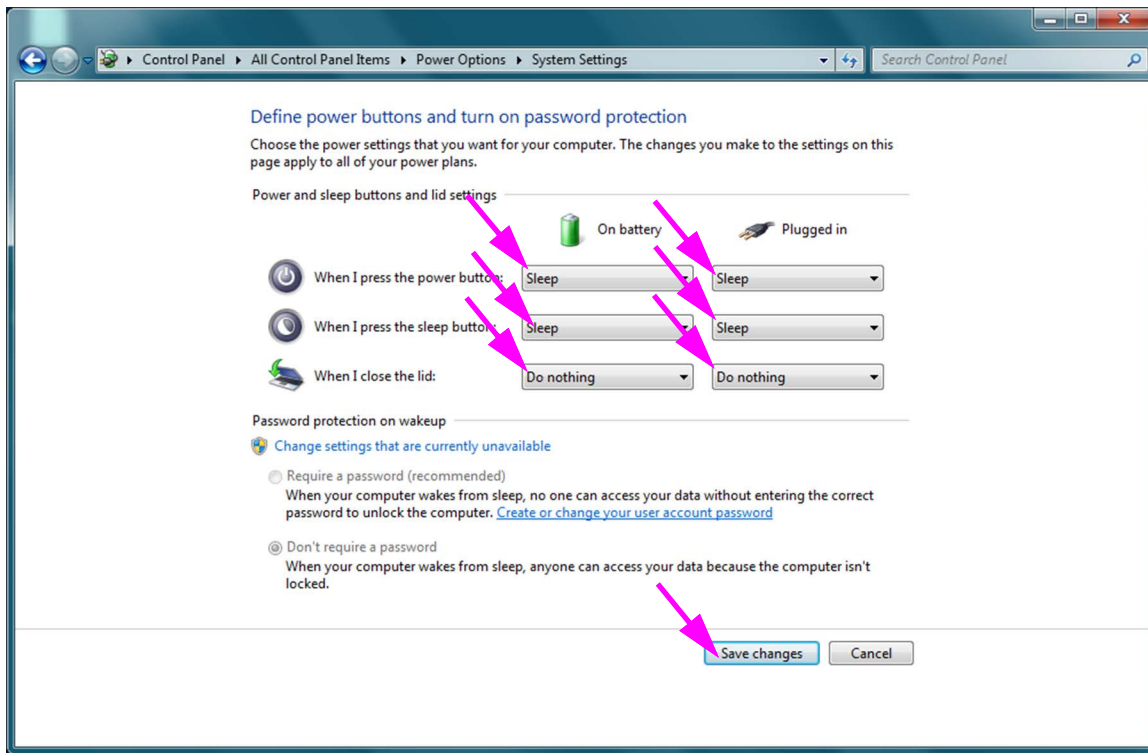 Control Panel ▸ All Control Panel Items ▸ Power Options ▸ System Settings
Search Control Panel
Define power buttons and turn on password protection
Choose the power settings that you want for your computer. The changes you make to the settings on this
page apply to all of your power plans.
Power and sleep buttons and lid settings
On battery
Plugged in
When I press the power button: Sleep Sleep
When I press the sleep button: Sleep Sleep
When I close the lid: Do nothing Do nothing
Password protection on wakeup
Change settings that are currently unavailable
Require a password (recommended)
When your computer wakes from sleep, no one can access your data without entering the correct
password to unlock the computer. Create or change your user account password
Don't require a password
When your computer wakes from sleep, anyone can access your data because the computer isn't
locked.
Save changes
Cancel